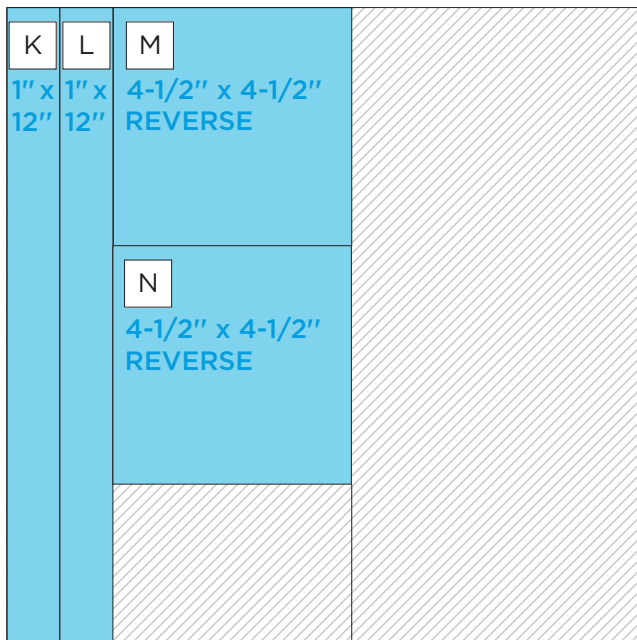 K
1" x
12"
L
1" x
12"
M
4-1/2" x 4-1/2"
REVERSE
N
4-1/2" x 4-1/2"
REVERSE